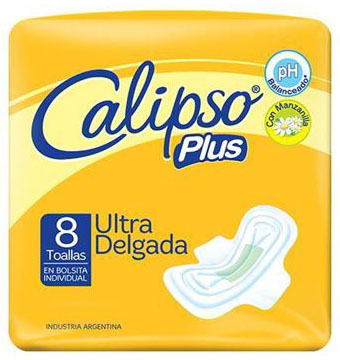 pH
Balanceado*
Calipso®
Plus
Con Manzanilla
8
Toallas
EN BOLSITA
INDIVIDUAL
Ultra
Delgada
INDUSTRIA ARGENTINA